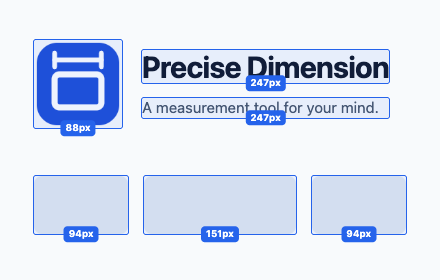 Precise Dimension
247px
A measurement tool for your mind.
247px
88px
94px
151px
94px